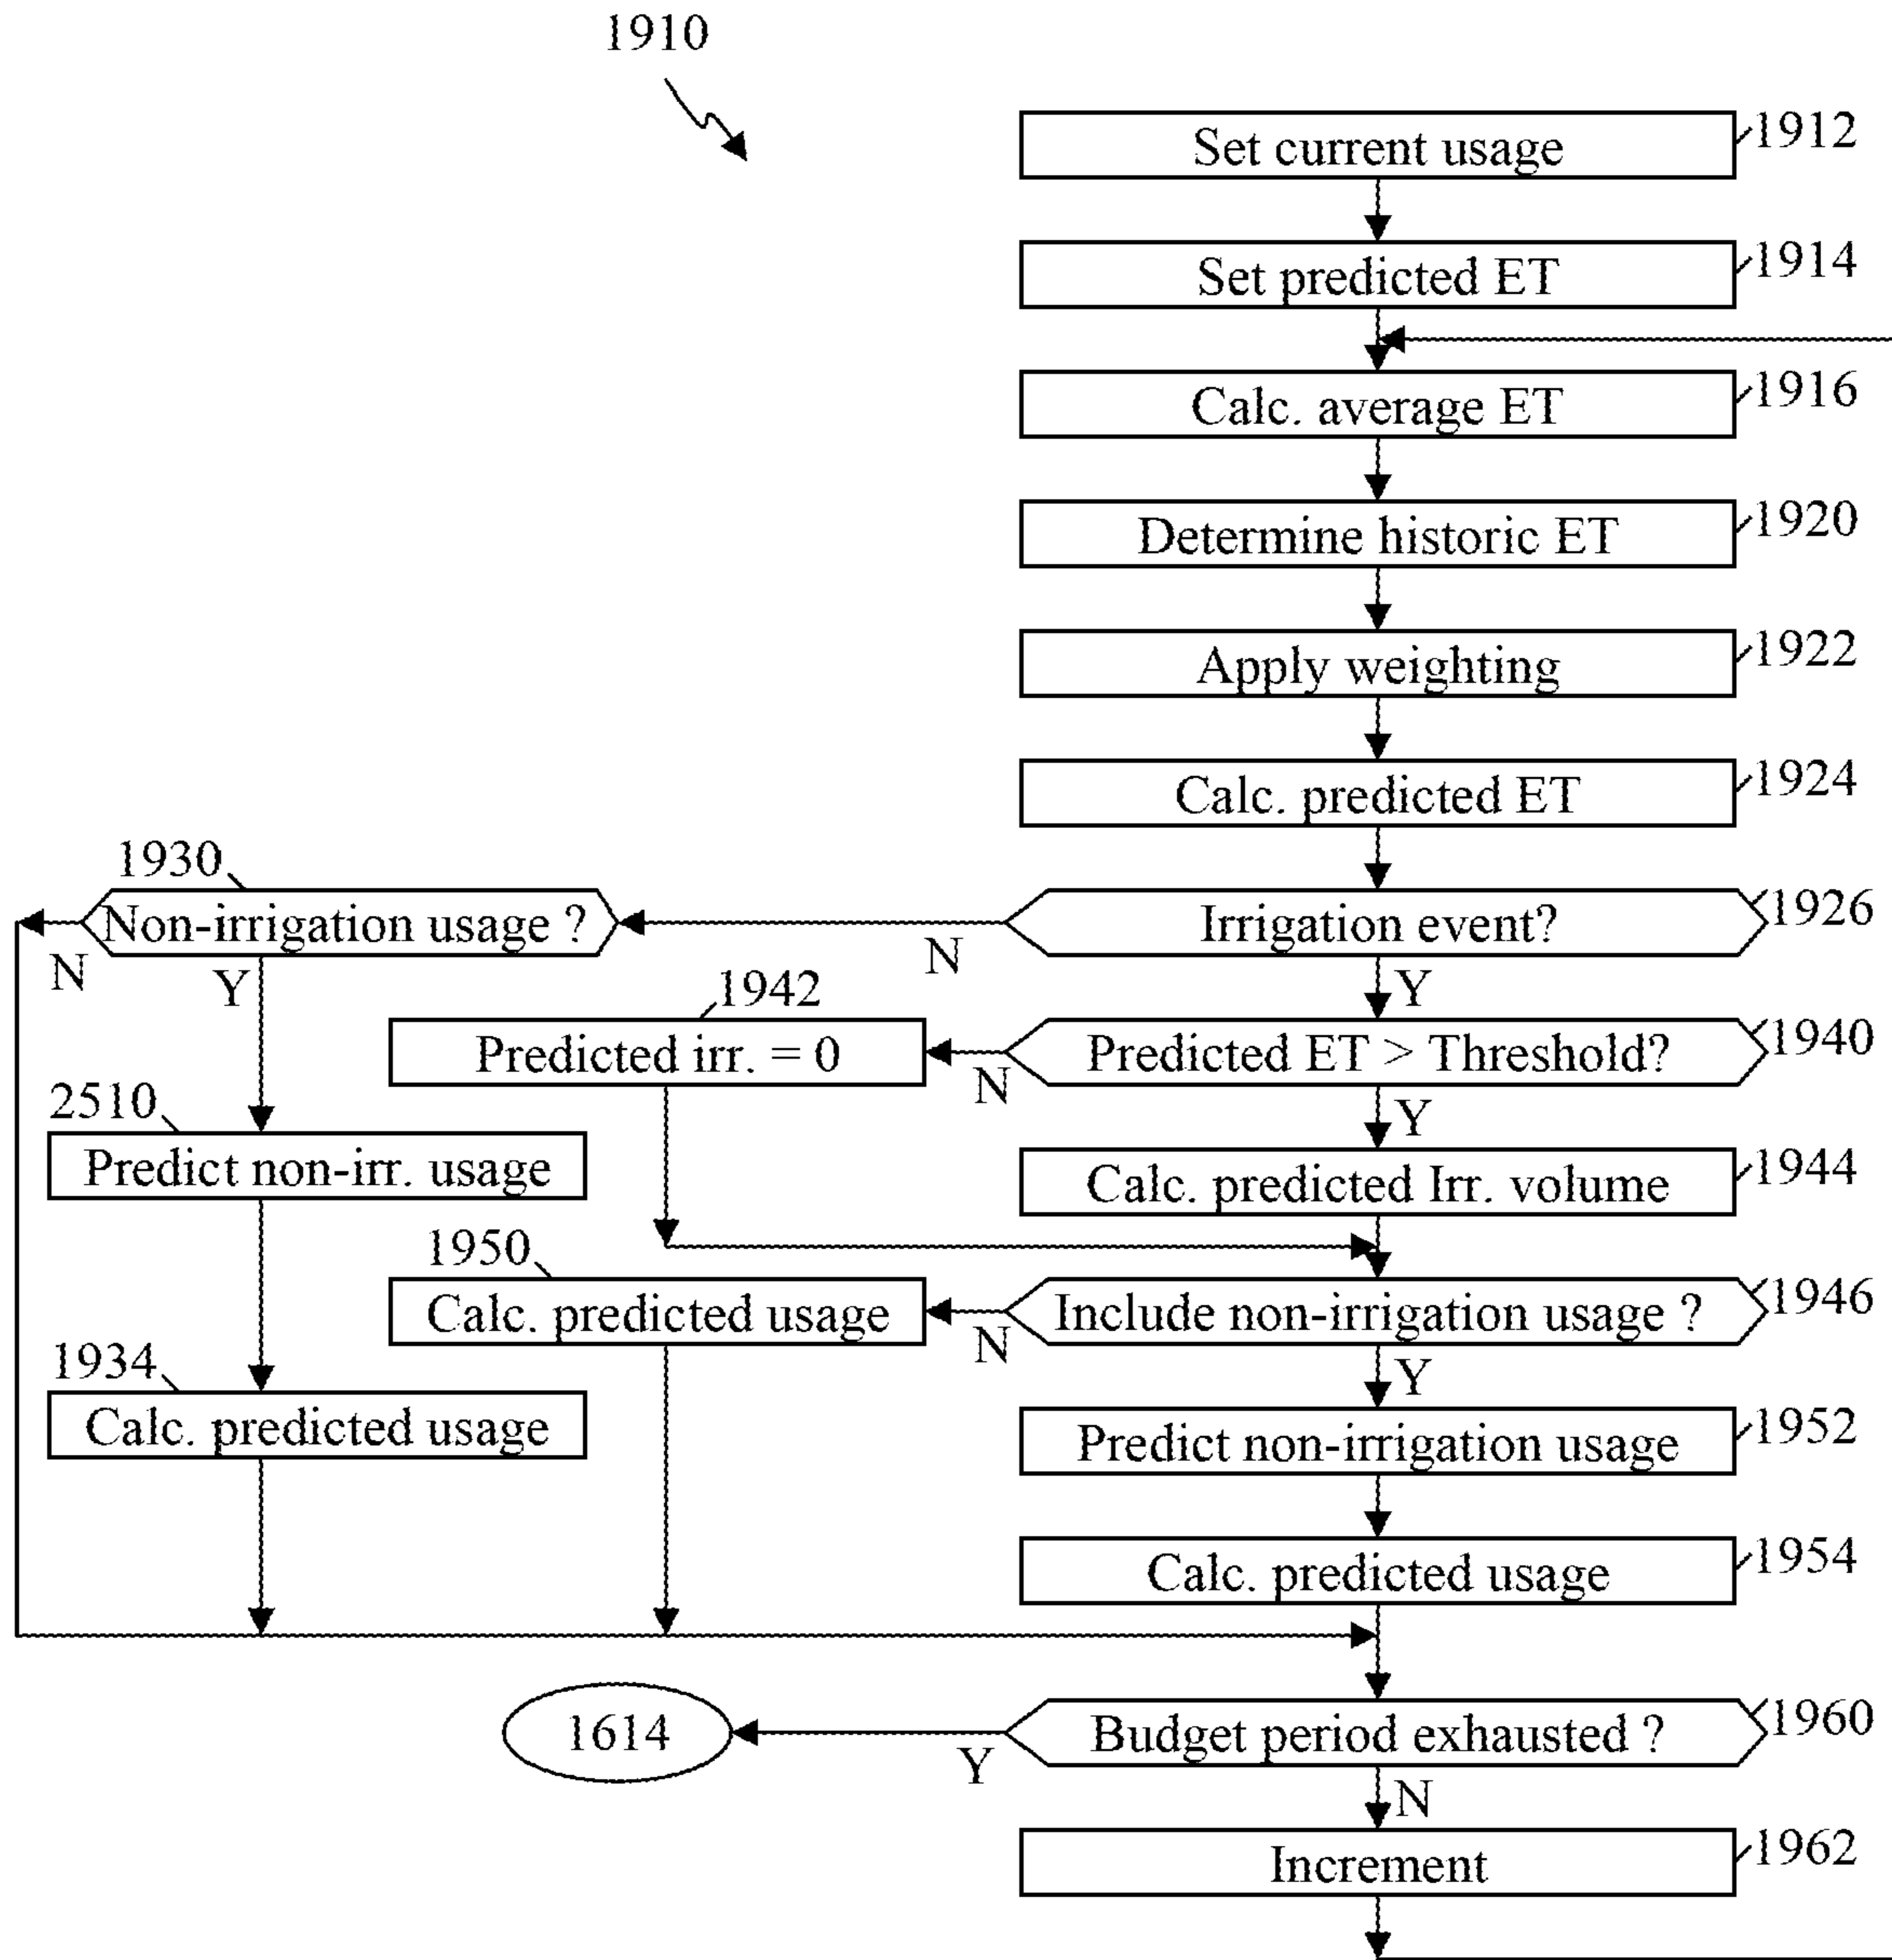 1910
Set current usage 1912
Set predicted ET 1914
Calc. average ET 1916
Determine historic ET 1920
Apply weighting 1922
Calc. predicted ET 1924
1930
Non-irrigation usage ? Irrigation event? 1926
N Y N Y
1942
Predicted irr. = 0 Predicted ET > Threshold? 1940
N Y
2510
Predict non-irr. usage Calc. predicted Irr. volume 1944
1950
Calc. predicted usage Include non-irrigation usage ? 1946
N Y
1934
Calc. predicted usage Predict non-irrigation usage 1952
Calc. predicted usage 1954
1614 Budget period exhausted ? 1960
Y N
Increment 1962